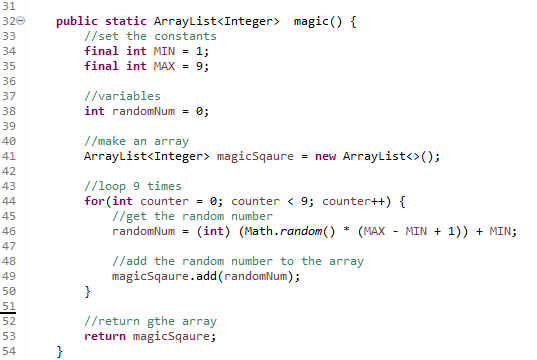 31
32 public static ArrayList<Integer> magic() {
33 //set the constants
34 final int MIN = 1;
35 final int MAX = 9;
36
37 //variables
38 int randomNum = 0;
39
40 //make an array
41 ArrayList<Integer> magicSqaure = new ArrayList<>();
42
43 //loop 9 times
44 for(int counter = 0; counter < 9; counter++) {
45 //get the random number
46 randomNum = (int) (Math.random() * (MAX - MIN + 1)) + MIN;
47
48 //add the random number to the array
49 magicSqaure.add(randomNum);
50 }
51
52 //return gthe array
53 return magicSqaure;
54 }